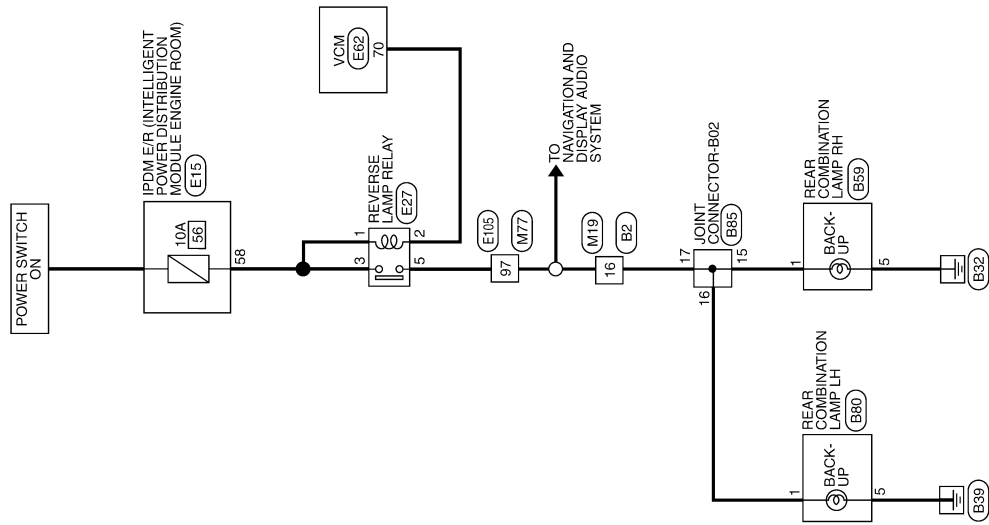 POWER SWITCH
ON
IPDM E/R (INTELLIGENT
POWER DISTRIBUTION
MODULE ENGINE ROOM)
E15
10A
56
58
VCM
E62
70
REVERSE
LAMP RELAY
E27
1
3
2
5
E105
M77
97
TO
NAVIGATION AND
DISPLAY AUDIO
SYSTEM
M19
B2
16
JOINT
CONNECTOR-B02
B85
17
16
15
REAR
COMBINATION
LAMP RH
B59
1
BACK-
UP
5
B32
REAR
COMBINATION
LAMP LH
B80
1
BACK-
UP
5
B39